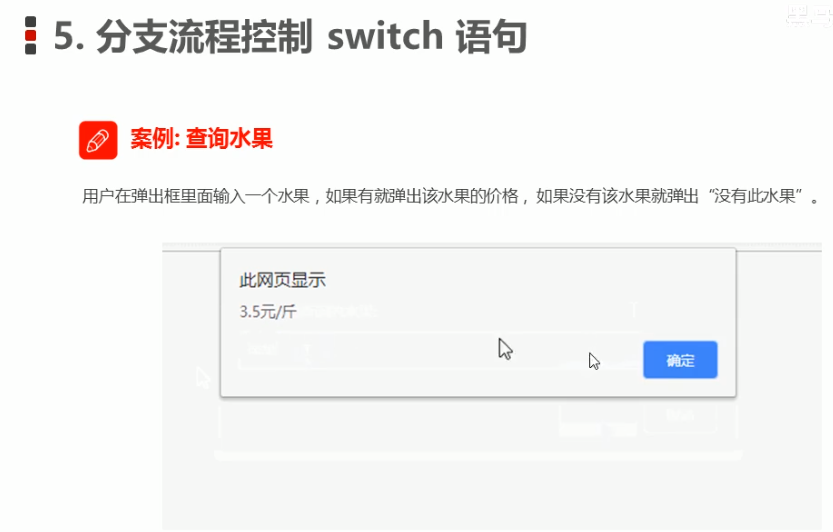 5. 分支流程控制 switch 语句
案例: 查询水果
用户在弹出框里面输入一个水果，如果有就弹出该水果的价格，如果没有该水果就弹出“没有此水果”。
此网页显示
3.5元/斤
确定